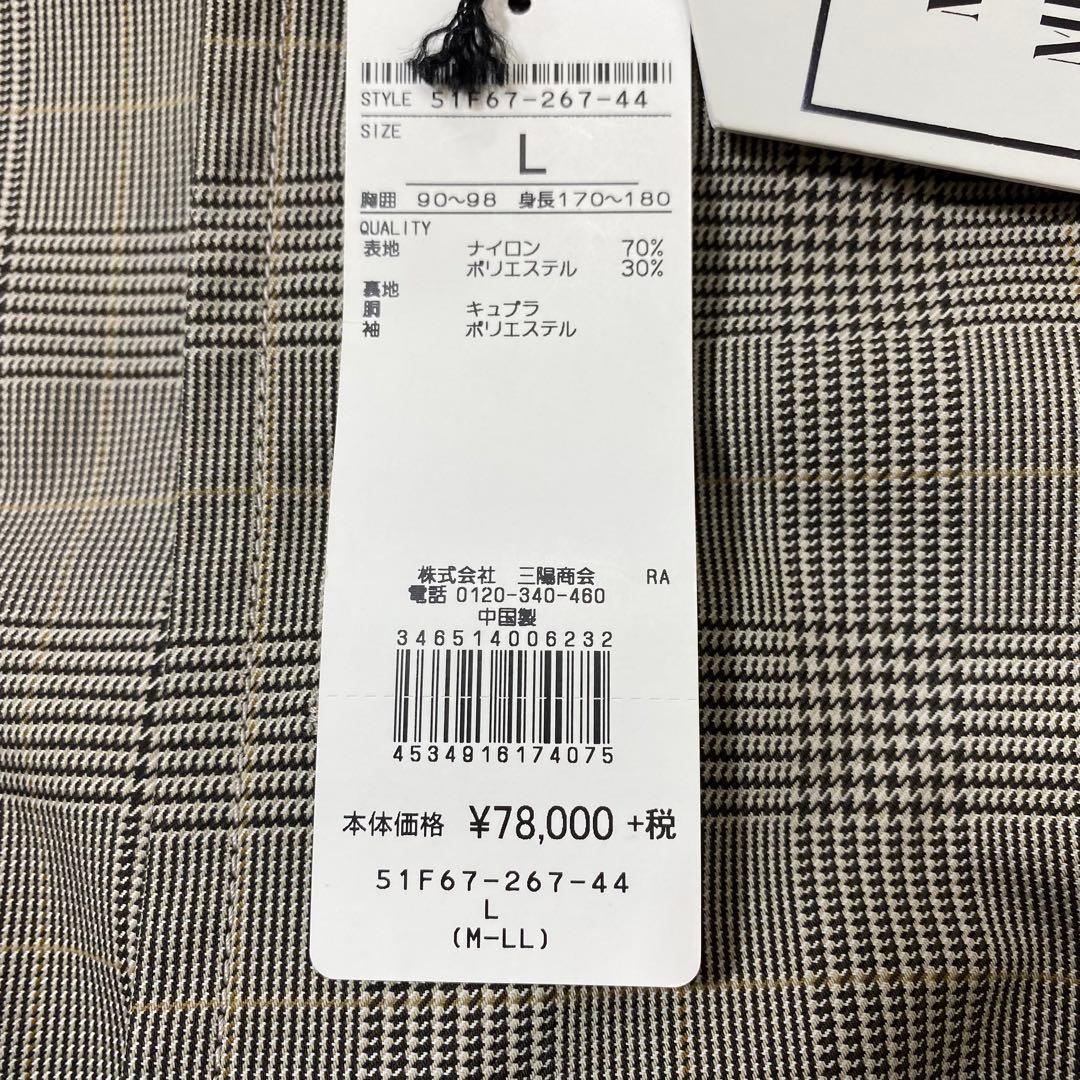 STYLE 51F67-267-44
SIZE
L
胸囲 90~98 身長170~180
QUALITY
表地 ナイロン 70%
ポリエステル 30%
裏地
胴 キュプラ
袖 ポリエステル
株式会社 三陽商会 RA
電話 0120-340-460
中国製
346514006232
4534916174075
本体価格 ¥78,000 +税
51F67-267-44
L
(M-LL)